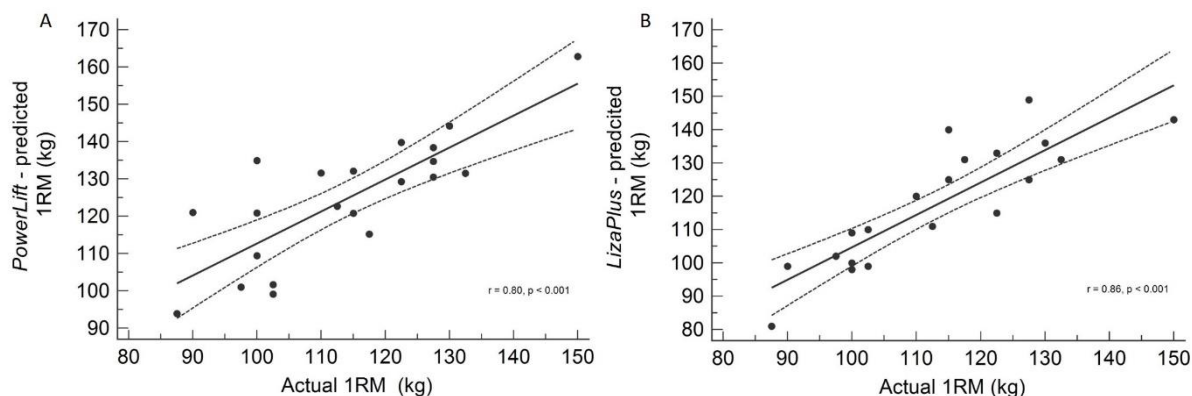 A
PowerLift - predicted
1RM (kg)
170
160
150
140
130
120
110
100
90
80 90 100 110 120 130 140 150
Actual 1RM (kg)
r = 0.80, p < 0.001
B
LizaPlus - predcited
1RM (kg)
170
160
150
140
130
120
110
100
90
80
80 90 100 110 120 130 140 150
Actual 1RM (kg)
r = 0.86, p < 0.001